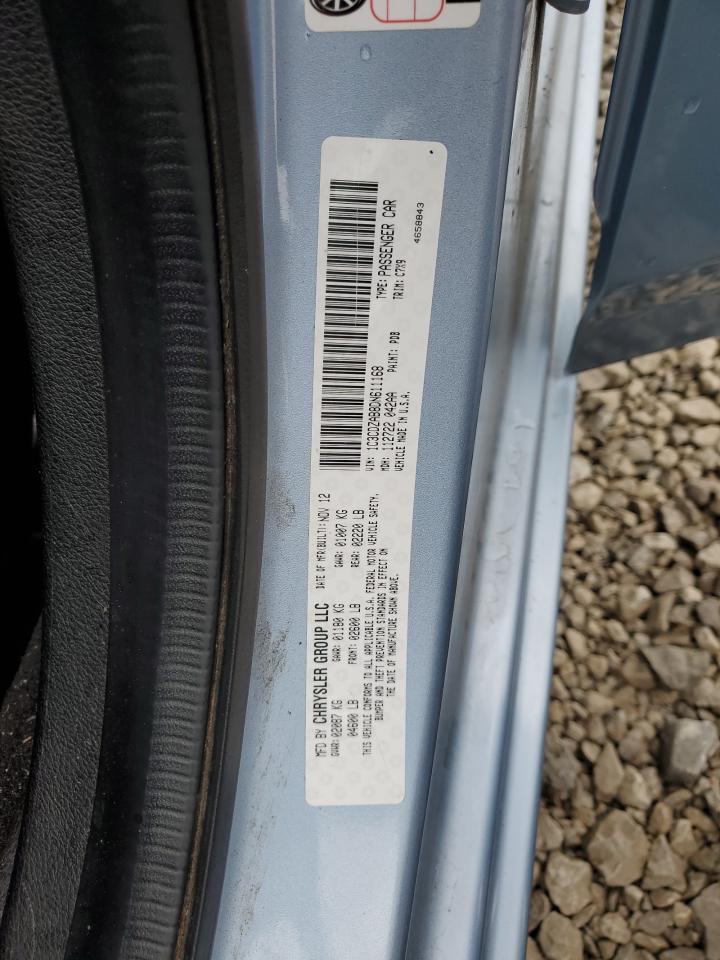 MFD BY CHRYSLER GROUP LLC DATE OF MFR(BUILT): NOV 12
GVWR: 02087 KG GAWR: 01180 KG GAWR: 01007 KG
04600 LB FRONT: 02600 LB REAR: 02220 LB
THIS VEHICLE CONFORMS TO ALL APPLICABLE U.S.A. FEDERAL MOTOR VEHICLE SAFETY,
BUMPER AND THEFT PREVENTION STANDARDS IN EFFECT ON
THE DATE OF MANUFACTURE SHOWN ABOVE.
VIN: 1C3CDZAB8DN611168 TYPE: PASSENGER CAR
MDH: 112722 042AA PAINT: PDB TRIM: C7X9
VEHICLE MADE IN U.S.A. 4658843